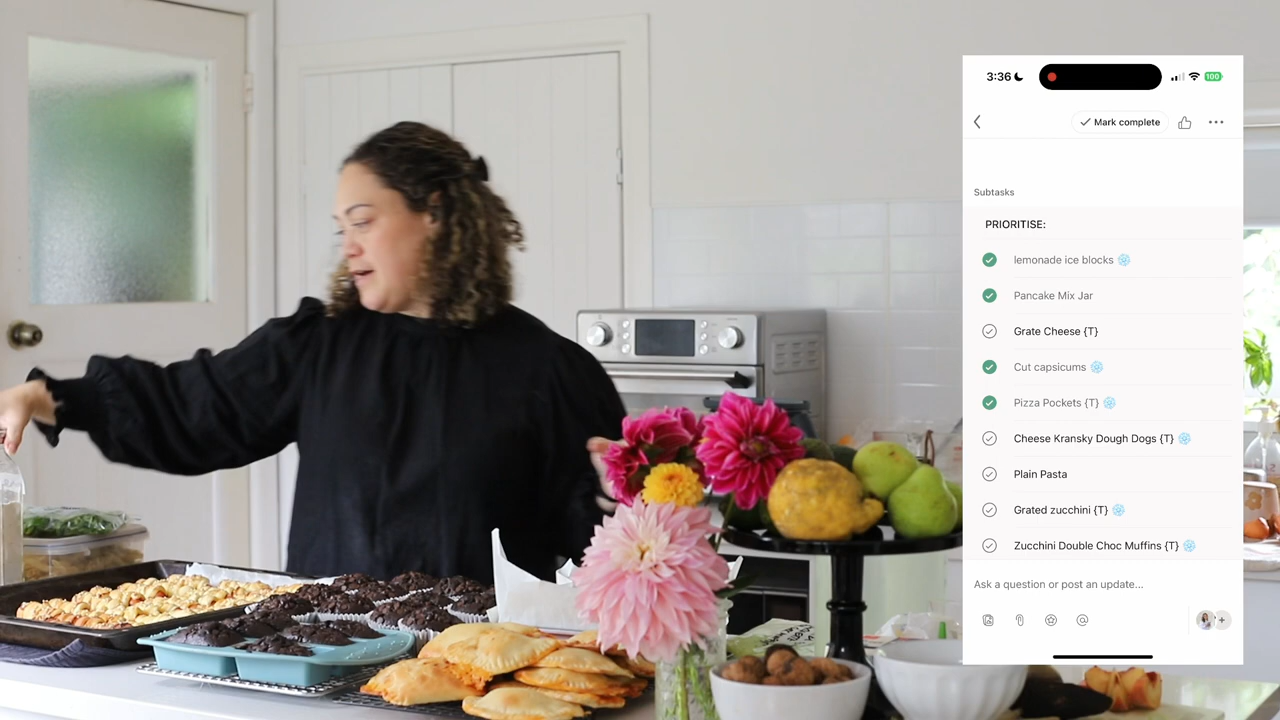 3:36
100
Mark complete
Subtasks
PRIORITISE:
lemonade ice blocks
Pancake Mix Jar
Grate Cheese {T}
Cut capsicums
Pizza Pockets {T}
Cheese Kransky Dough Dogs {T}
Plain Pasta
Grated zucchini {T}
Zucchini Double Choc Muffins {T}
Ask a question or post an update...